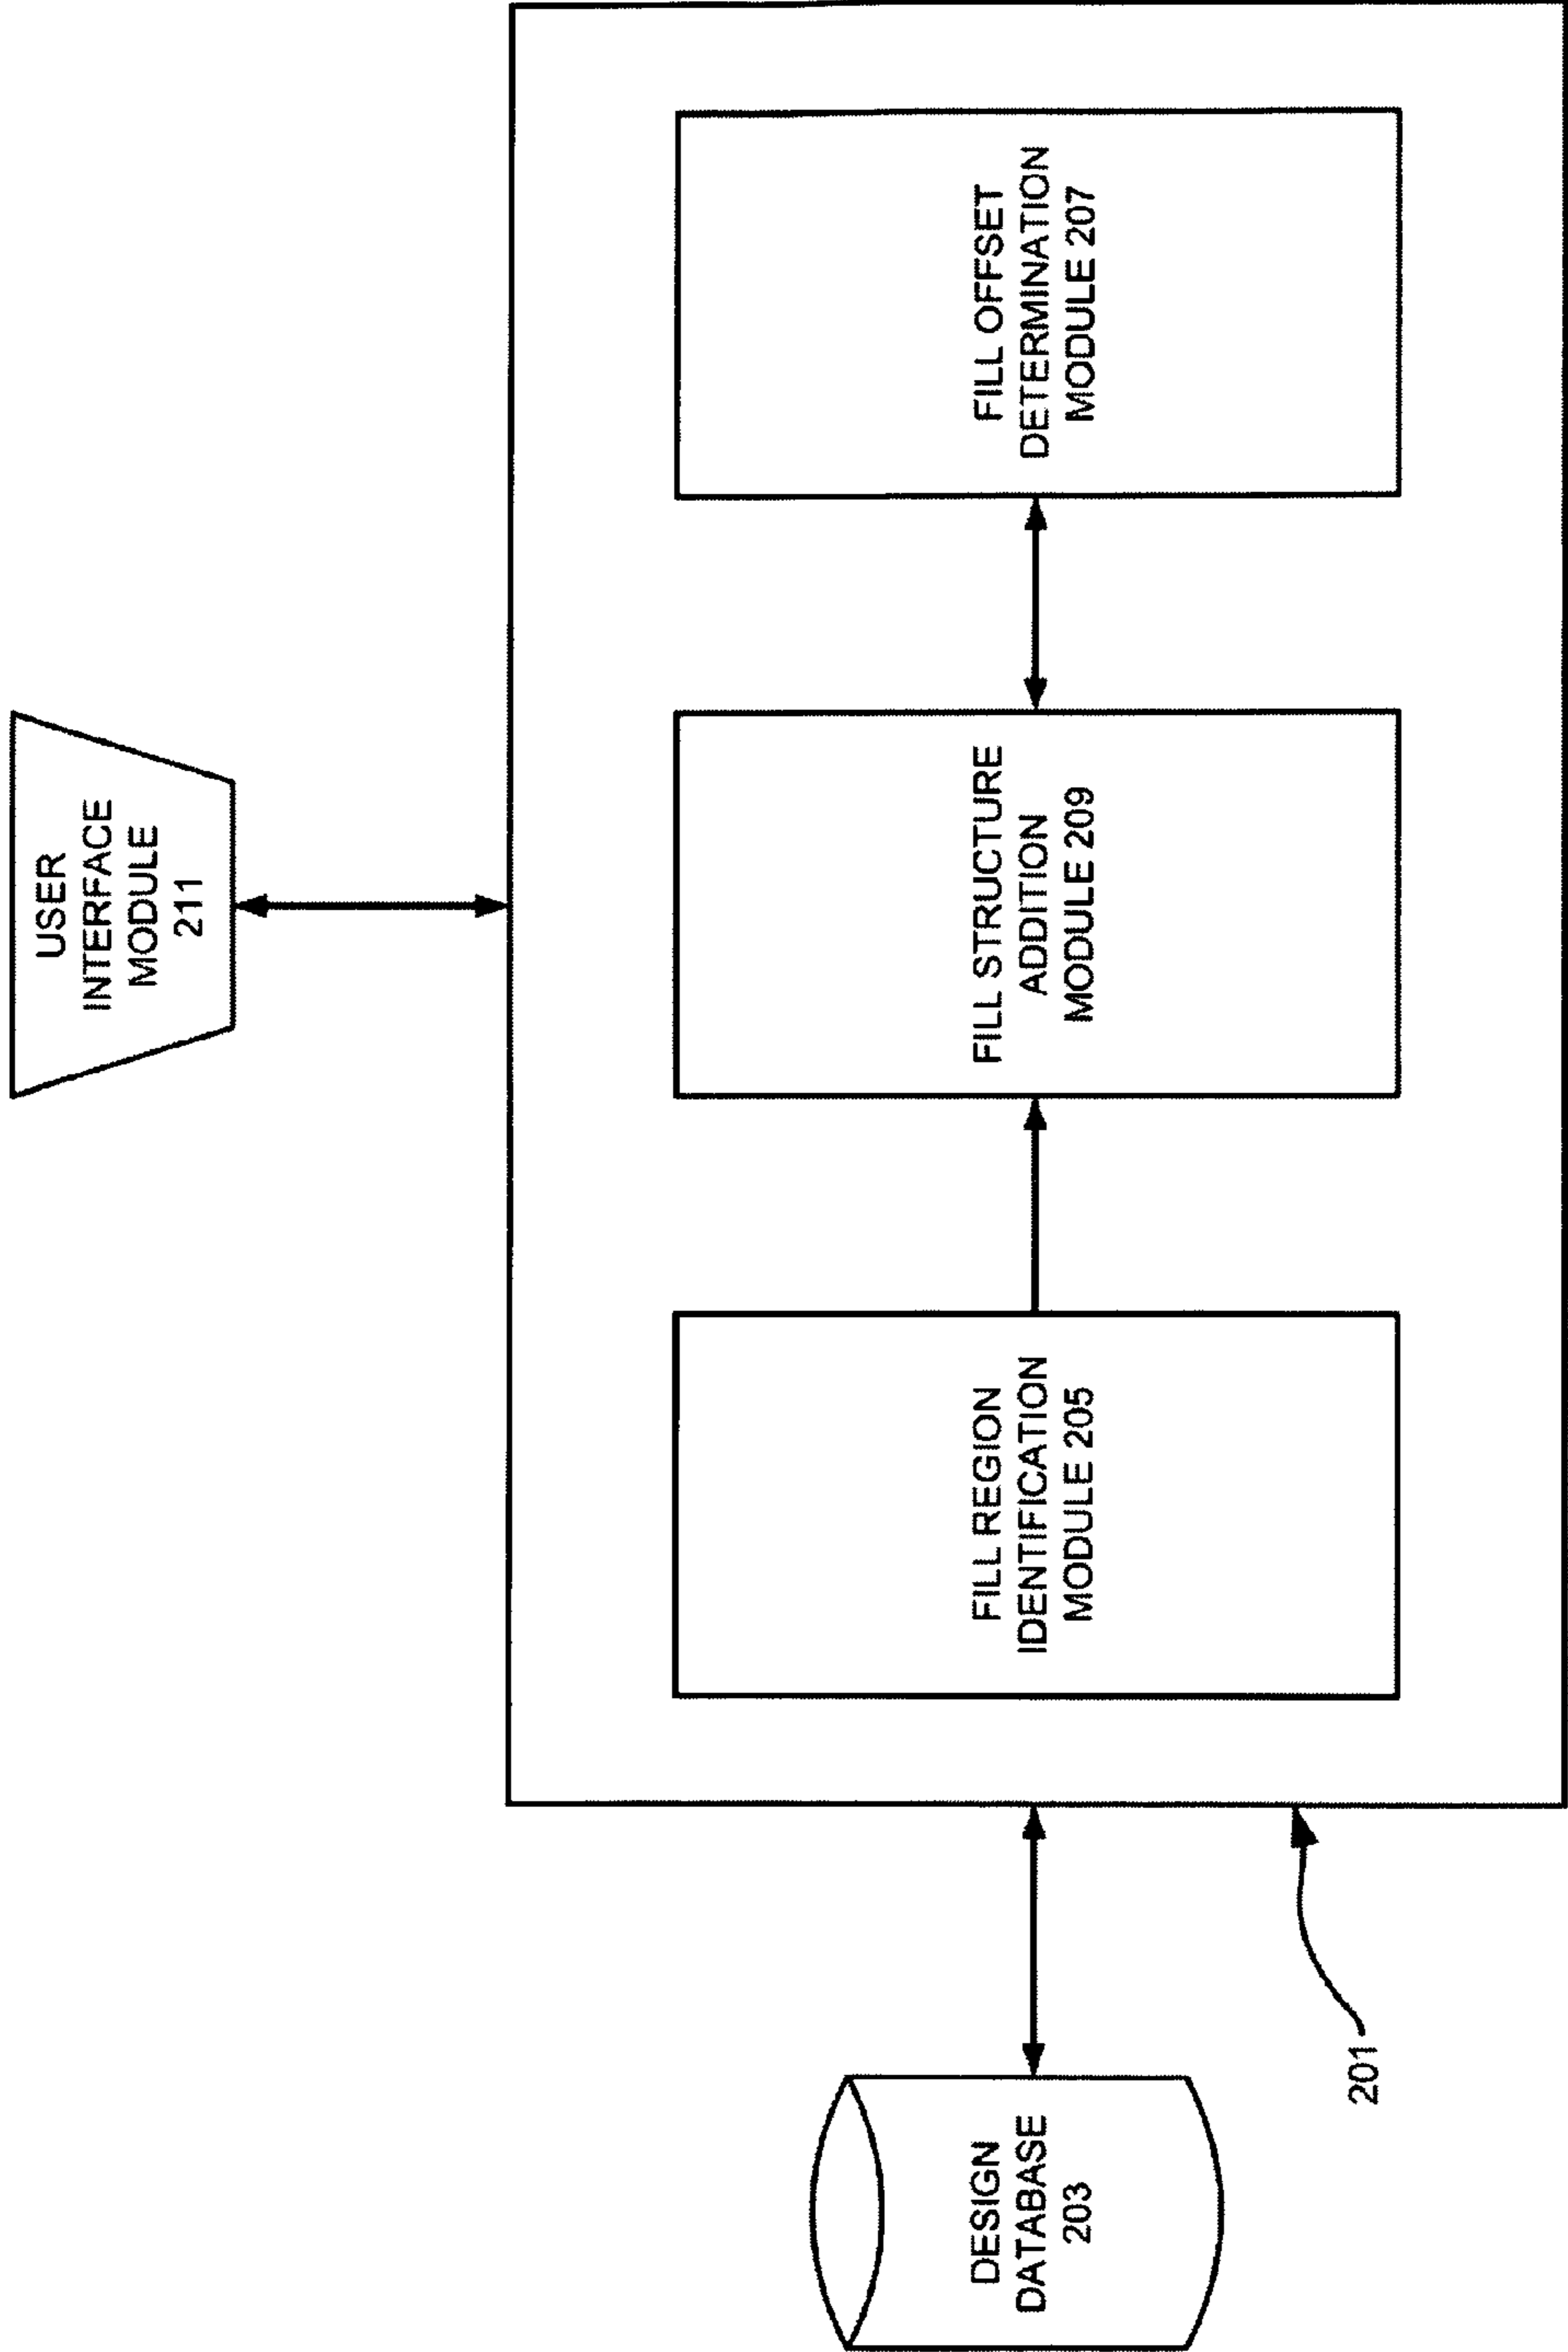 USER
INTERFACE
MODULE
211
DESIGN
DATABASE
203
FILL REGION
IDENTIFICATION
MODULE 205
FILL STRUCTURE
ADDITION
MODULE 209
FILL OFFSET
DETERMINATION
MODULE 207
201